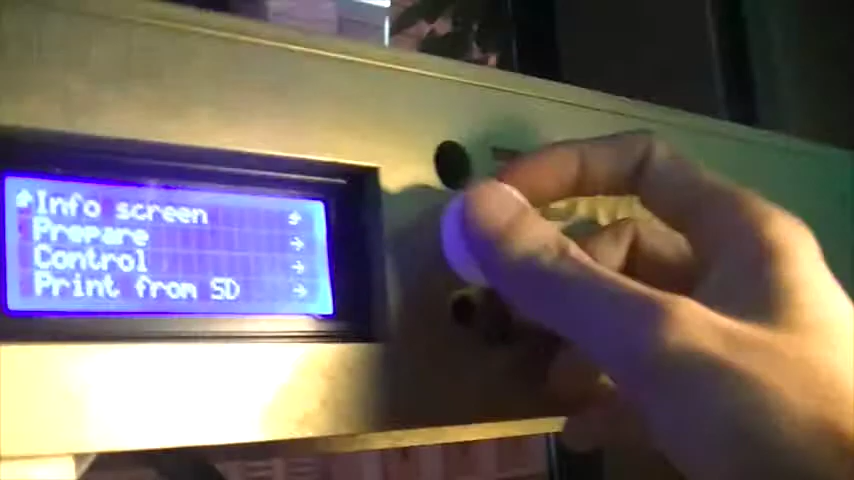 Info screen
Prepare
Control
Print from SD